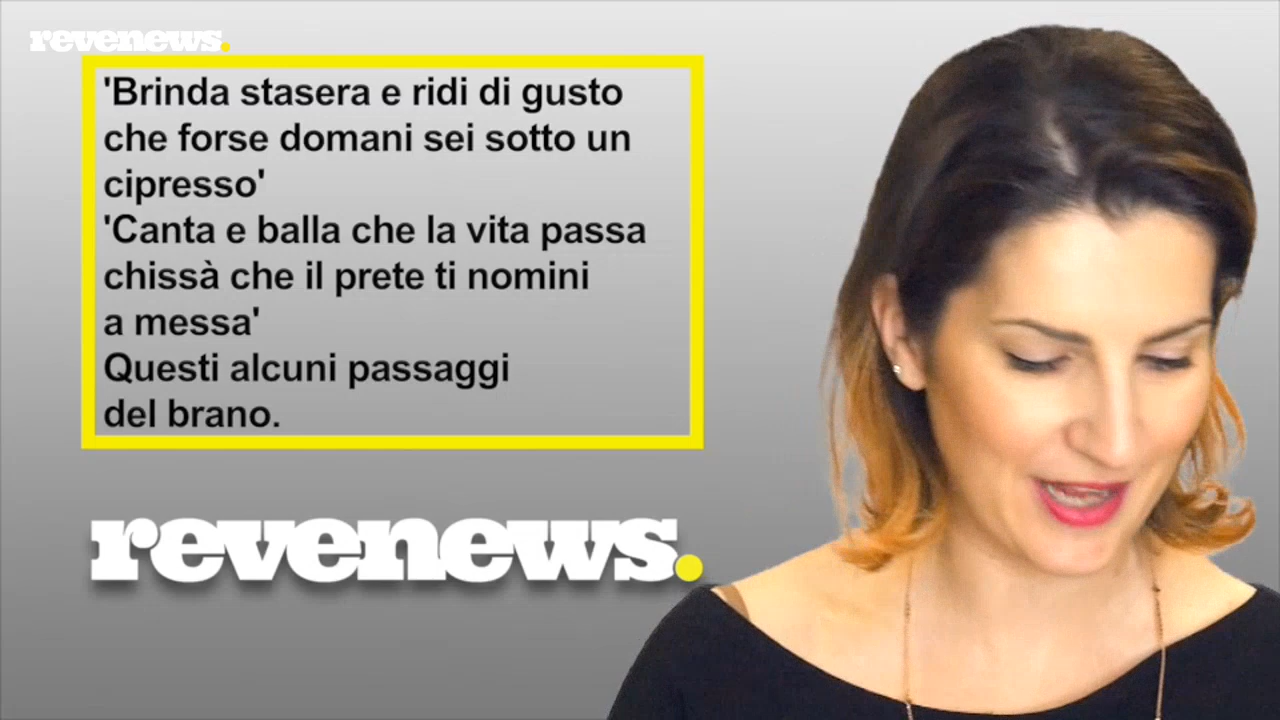 revenews.
'Brinda stasera e ridi di gusto
che forse domani sei sotto un
cipresso'
'Canta e balla che la vita passa
chissà che il prete ti nomini
a messa'
Questi alcuni passaggi
del brano.
revenews.